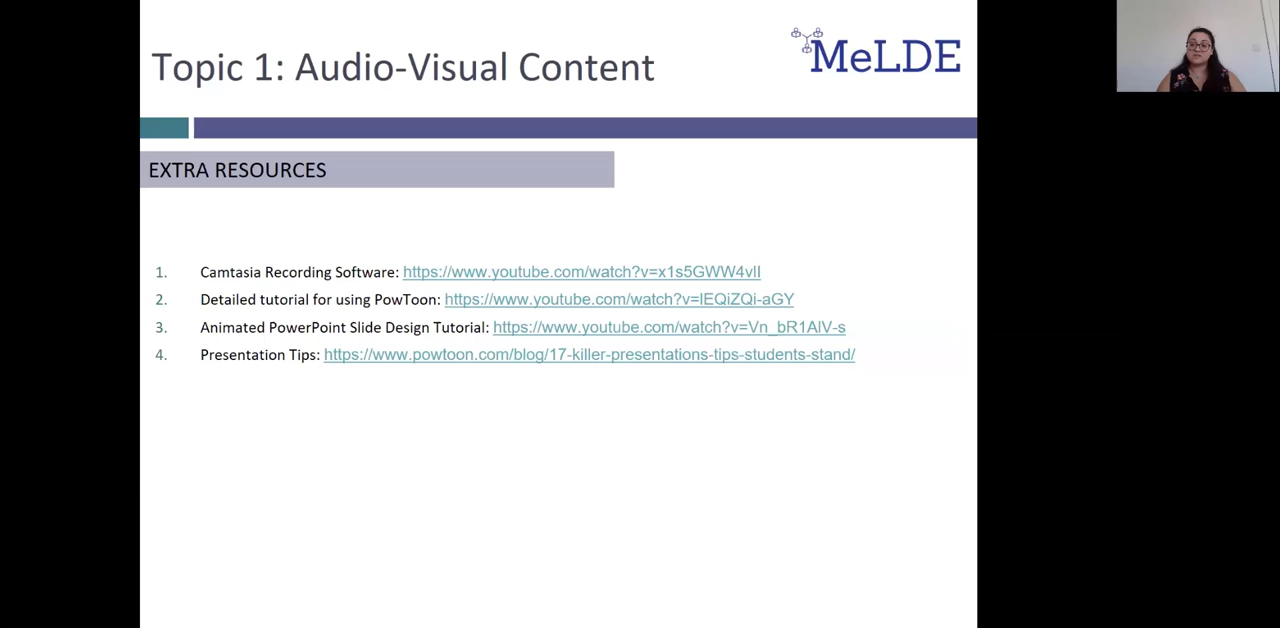 Topic 1: Audio-Visual Content
MeLDE
EXTRA RESOURCES
1. Camtasia Recording Software: https://www.youtube.com/watch?v=x1s5GWW4vlI
2. Detailed tutorial for using PowToon: https://www.youtube.com/watch?v=lEQiZQi-aGY
3. Animated PowerPoint Slide Design Tutorial: https://www.youtube.com/watch?v=Vn_bR1AlV-s
4. Presentation Tips: https://www.powtoon.com/blog/17-killer-presentations-tips-students-stand/